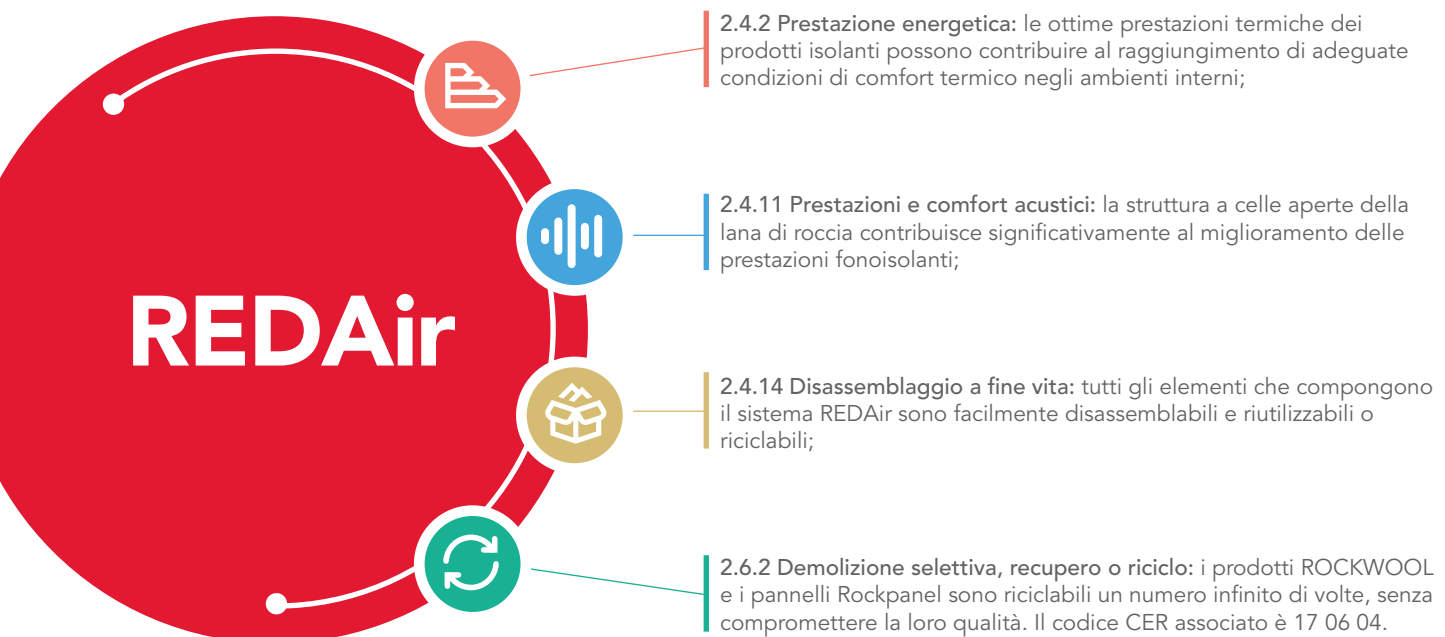 REDAir
2.4.2 Prestazione energetica: le ottime prestazioni termiche dei
prodotti isolanti possono contribuire al raggiungimento di adeguate
condizioni di comfort termico negli ambienti interni;
2.4.11 Prestazioni e comfort acustici: la struttura a celle aperte della
lana di roccia contribuisce significativamente al miglioramento delle
prestazioni fonoisolanti;
2.4.14 Disassemblaggio a fine vita: tutti gli elementi che compongono
il sistema REDAir sono facilmente disassemblabili e riutilizzabili o
riciclabili;
2.6.2 Demolizione selettiva, recupero o riciclo: i prodotti ROCKWOOL
e i pannelli Rockpanel sono riciclabili un numero infinito di volte, senza
compromettere la loro qualità. Il codice CER associato è 17 06 04.